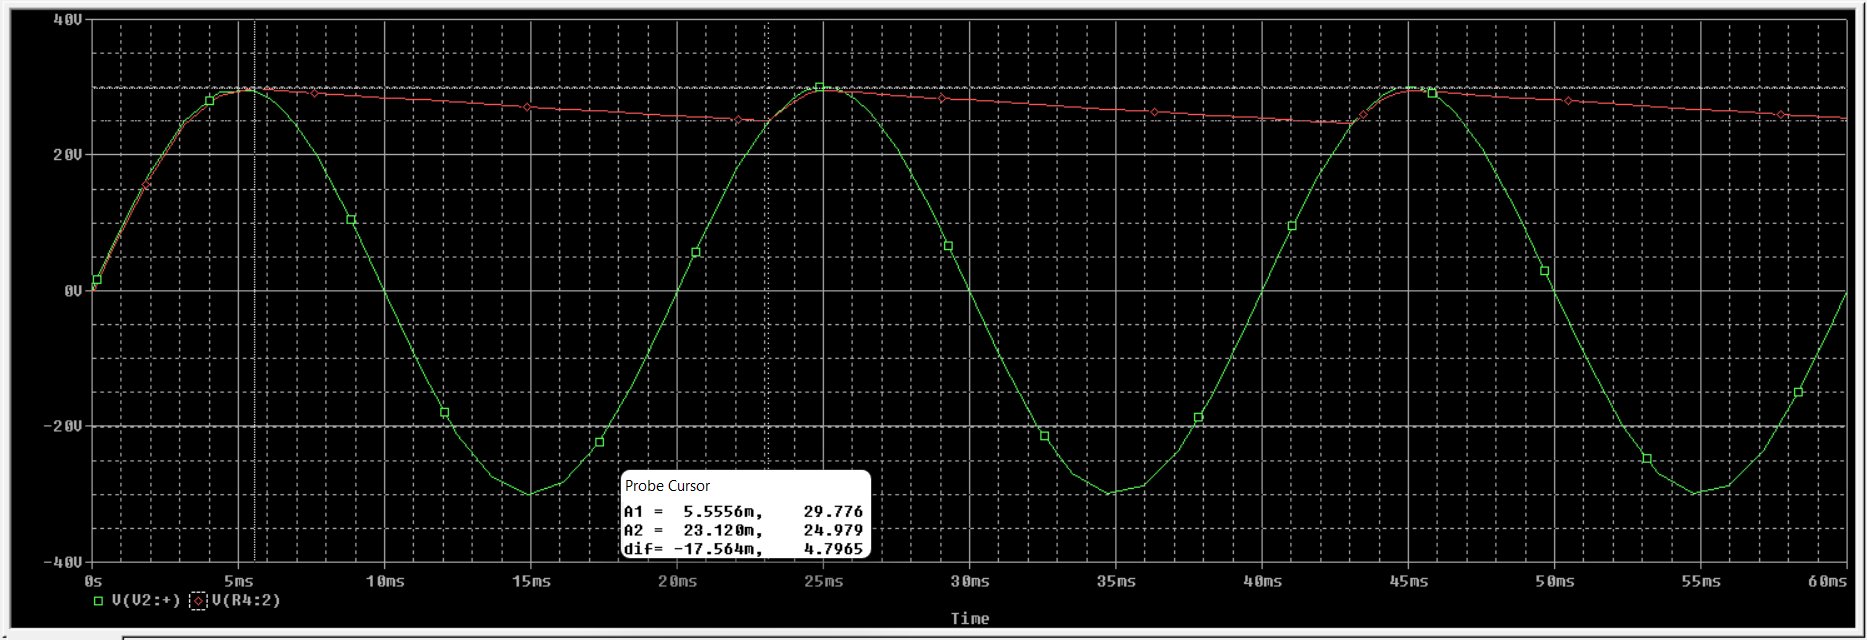 40V
20V
0V
-20V
-40V
0s 5ms 10ms 15ms 20ms 25ms 30ms 35ms 40ms 45ms 50ms 55ms 60ms
V(V2:+) V(R4:2)
Time
Probe Cursor
A1 = 5.5556m, 29.776
A2 = 23.120m, 24.979
dif= -17.564m, 4.7965